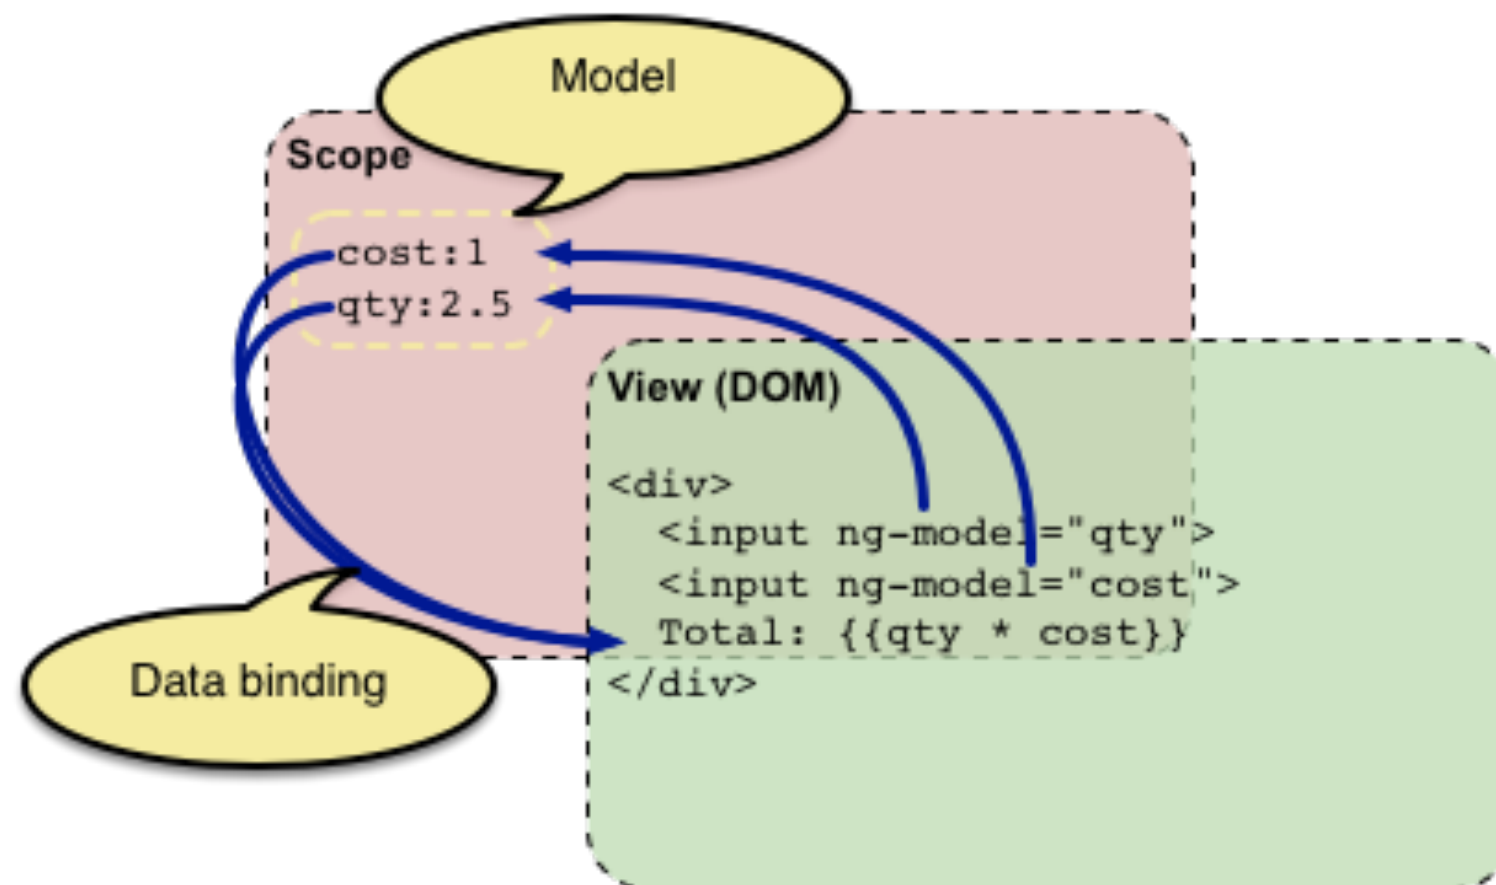 Model
Scope
cost:1
qty:2.5
View (DOM)
<div>
<input ng-model="qty">
<input ng-model="cost">
Total: {{qty * cost}}
</div>
Data binding